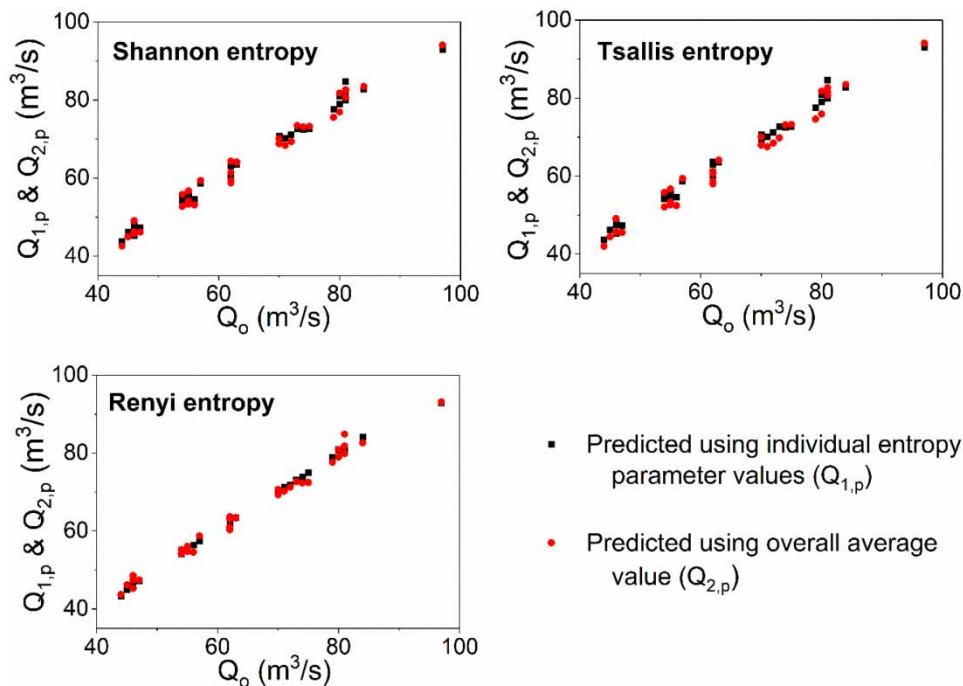 Shannon entropy
Q1,p & Q2,p (m³/s)
100
80
60
40
40 60 80 100
Qo (m³/s)
Tsallis entropy
Q1,p & Q2,p (m³/s)
100
80
60
40
40 60 80 100
Qo (m³/s)
Renyi entropy
Q1,p & Q2,p (m³/s)
100
80
60
40
40 60 80 100
Qo (m³/s)
Predicted using individual entropy
parameter values (Q1,p)
Predicted using overall average
value (Q2,p)